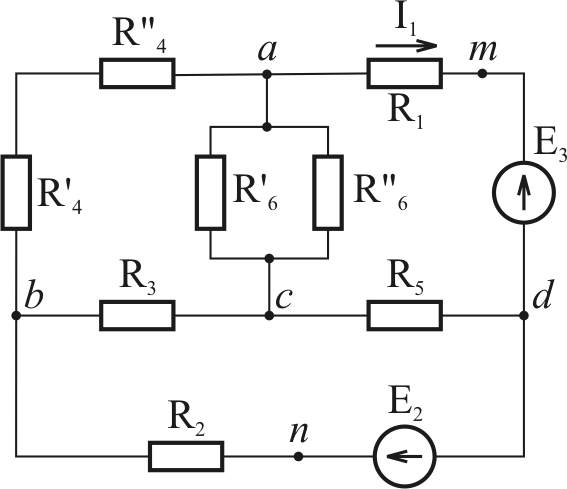 R"₄
a
I₁
m
R₁
E₃
R'₄
R'₆
R"₆
b
R₃
c
R₅
d
R₂
n
E₂